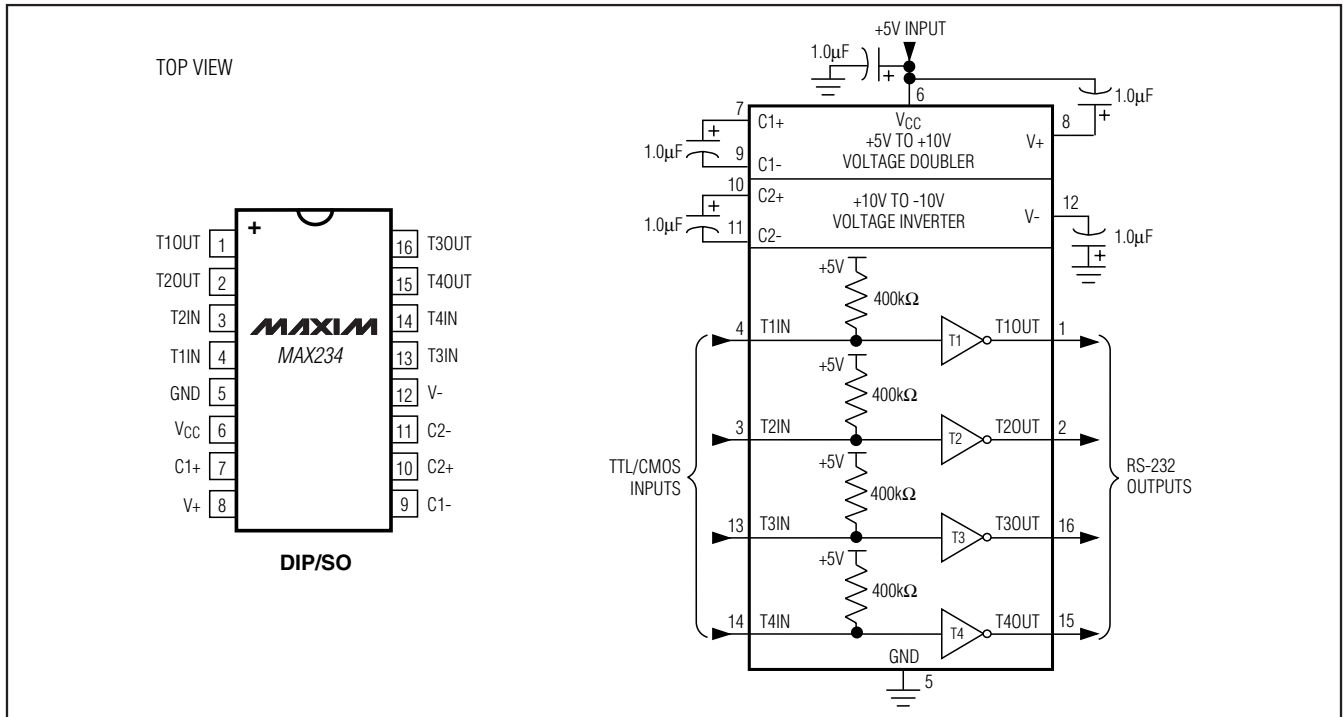 TOP VIEW
+
T1OUT 1
T2OUT 2
T2IN 3
T1IN 4
GND 5
VCC 6
C1+ 7
V+ 8
16 T3OUT
15 T4OUT
14 T4IN
13 T3IN
12 V-
11 C2-
10 C2+
9 C1-
MAXIM
MAX234
DIP/SO
+5V INPUT
1.0µF
+
6
1.0µF
+
7 C1+
VCC
+5V TO +10V
VOLTAGE DOUBLER
V+ 8
+
1.0µF
9 C1-
10 C2+
+10V TO -10V
VOLTAGE INVERTER
V- 12
+
1.0µF
11 C2-
1.0µF
+
+5V
400kΩ
4 T1IN T1 T1OUT 1
+5V
400kΩ
3 T2IN T2 T2OUT 2
+5V
400kΩ
TTL/CMOS
INPUTS
RS-232
OUTPUTS
13 T3IN T3 T3OUT 16
+5V
400kΩ
14 T4IN T4 T4OUT 15
GND
5